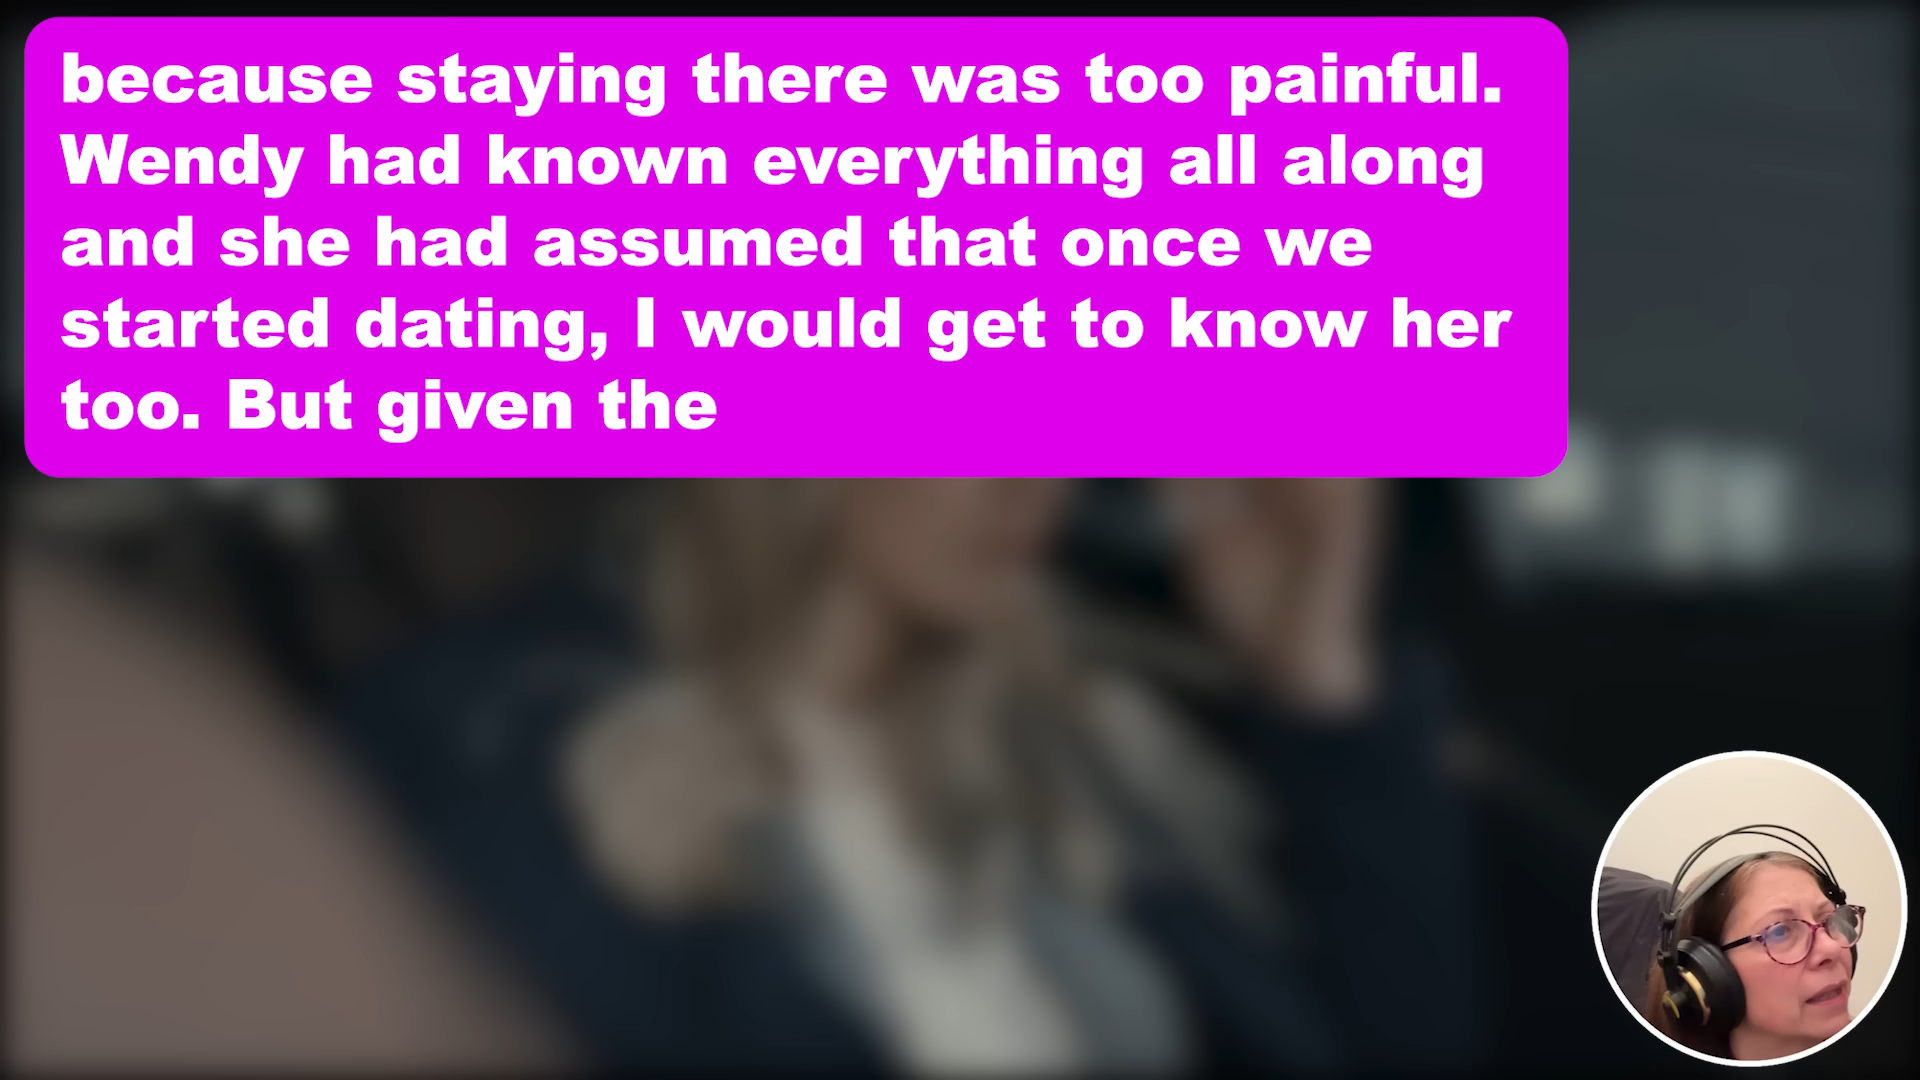 because staying there was too painful.
Wendy had known everything all along
and she had assumed that once we
started dating, I would get to know her
too. But given the